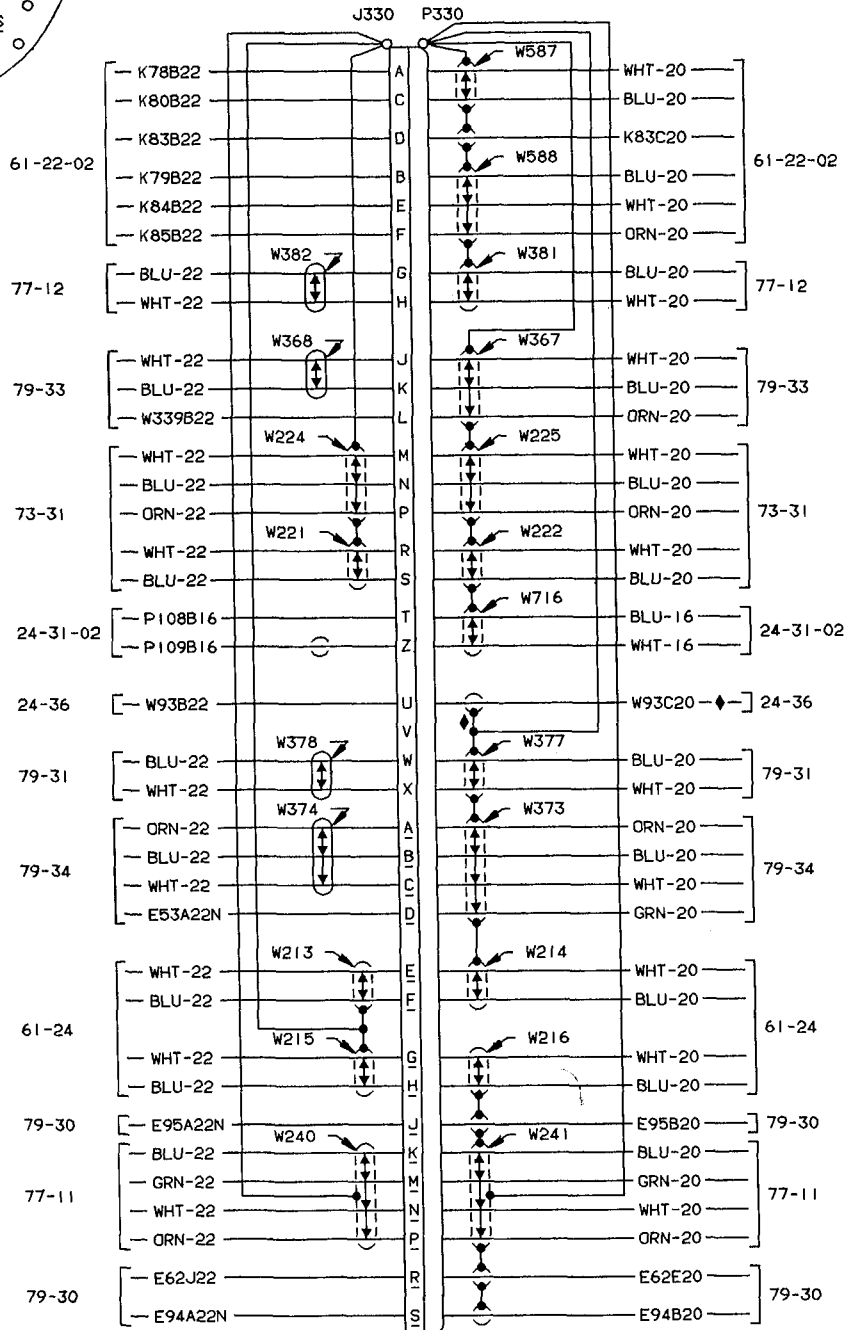 J330 P330
W587
K78B22 A WHT-20
K80B22 C BLU-20
K83B22 D K83C20
61-22-02 W588 61-22-02
K79B22 B BLU-20
K84B22 E WHT-20
K85B22 F ORN-20
W382 W381
BLU-22 G BLU-20
77-12 77-12
WHT-22 H WHT-20
W368 W367
WHT-22 J WHT-20
79-33 BLU-22 K BLU-20 79-33
W339B22 L ORN-20
W224 W225
WHT-22 M WHT-20
BLU-22 N BLU-20
73-31 ORN-22 P ORN-20 73-31
W221 W222
WHT-22 R WHT-20
BLU-22 S BLU-20
W716
P108B16 T BLU-16
24-31-02 24-31-02
P109B16 Z WHT-16
24-36 W93B22 U W93C20 24-36
V
W378 W377
BLU-22 W BLU-20
79-31 79-31
WHT-22 X WHT-20
W374 W373
ORN-22 A ORN-20
BLU-22 B BLU-20
79-34 79-34
WHT-22 C WHT-20
E53A22N D GRN-20
W213 W214
WHT-22 E WHT-20
BLU-22 F BLU-20
61-24 61-24
W215 W216
WHT-22 G WHT-20
BLU-22 H BLU-20
79-30 E95A22N J E95B20 79-30
W240 W241
BLU-22 K BLU-20
GRN-22 M GRN-20
77-11 77-11
WHT-22 N WHT-20
ORN-22 P ORN-20
E62J22 R E62E20
79-30 79-30
E94A22N S E94B20